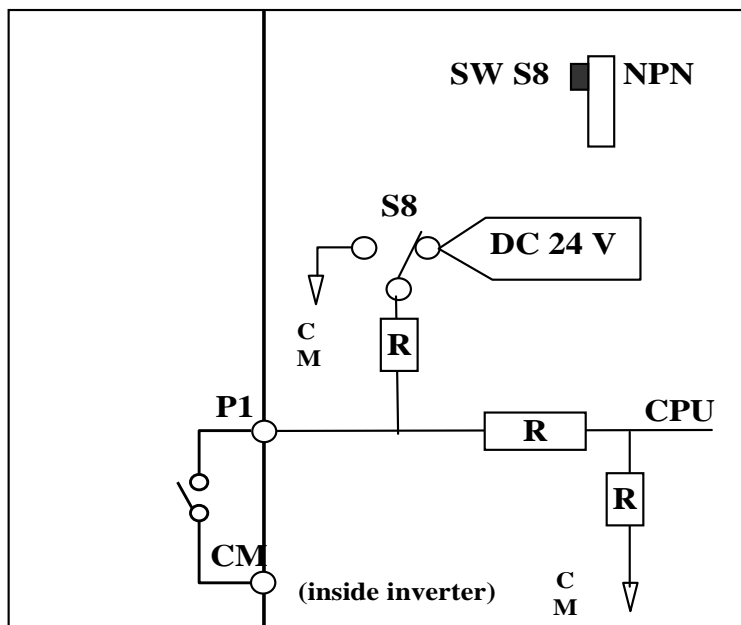 SW S8 NPN
S8
DC 24 V
C
M
R
P1
R
CPU
R
CM
(inside inverter)
C
M